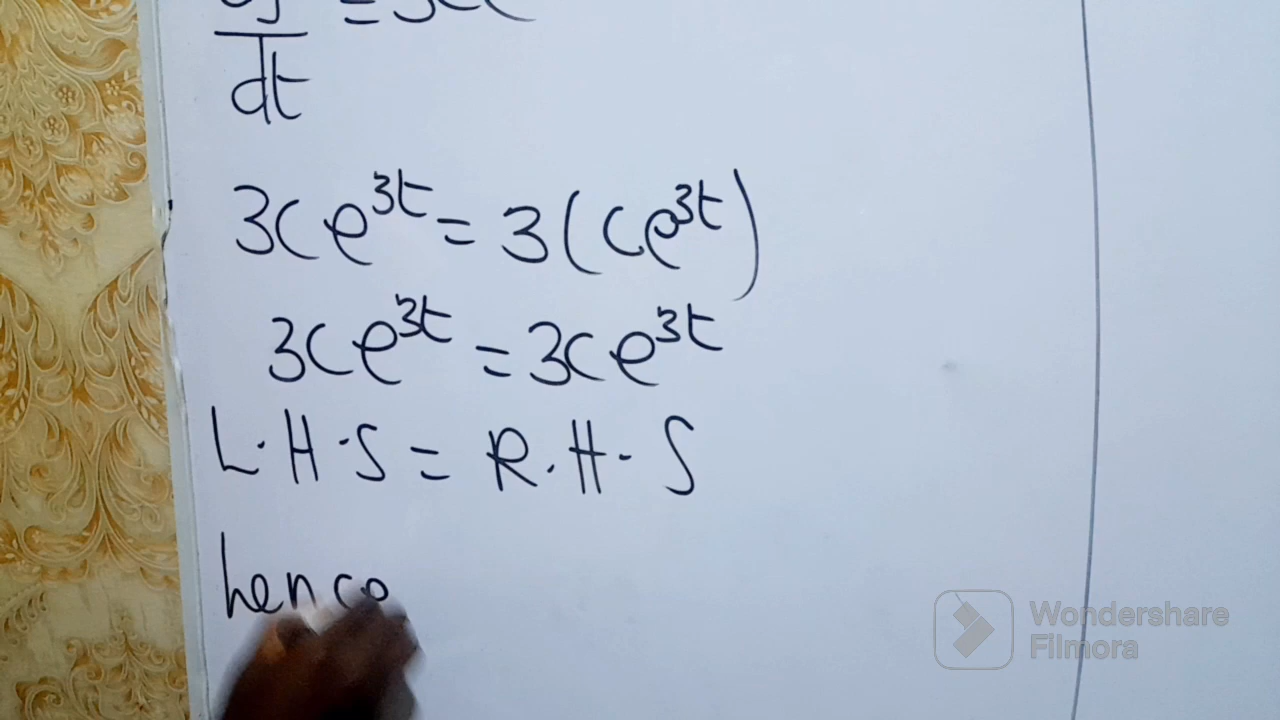 dt
3ce^3t = 3(ce^3t)
3ce^3t = 3ce^3t
L.H.S = R.H.S
hence
Wondershare
Filmora